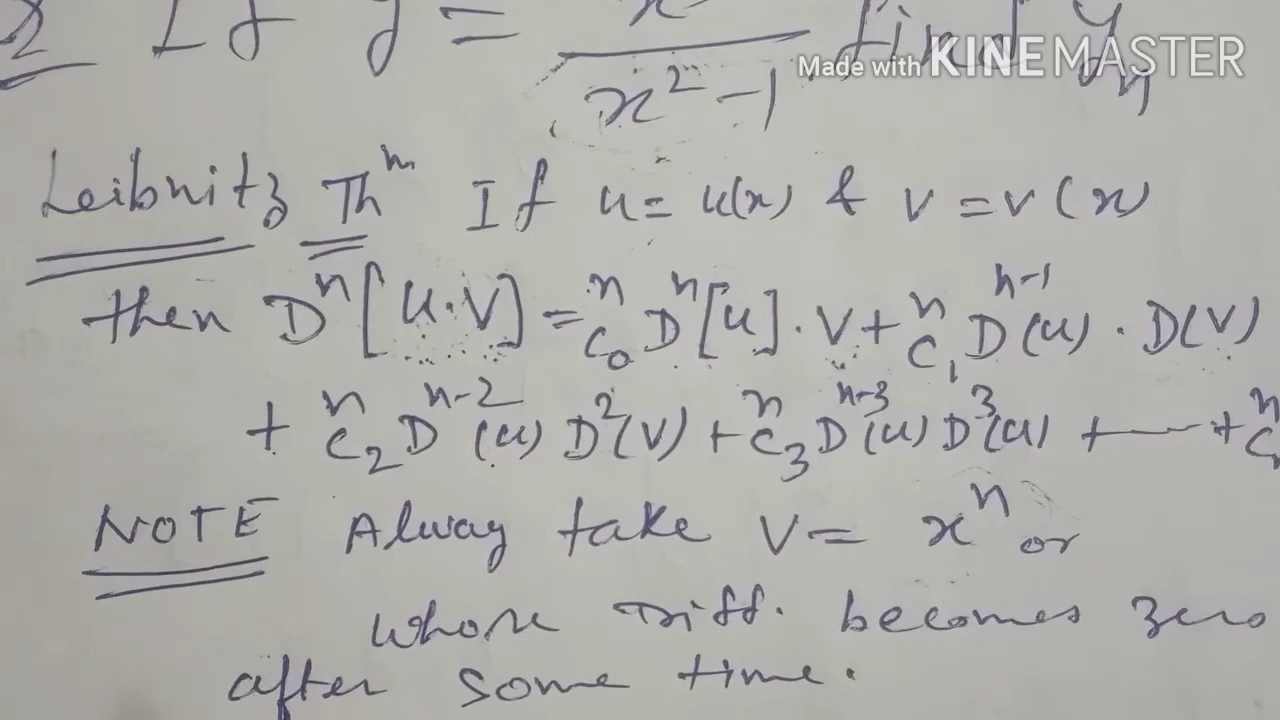 2 If y = x / x² - 1 find yₙ
Made with KINEMASTER
Leibnitz Thᵐ If u = u(x) & v = v(x)
then Dⁿ[u·v] = ⁿC₀ Dⁿ[u]·v + ⁿC₁ Dⁿ⁻¹(u)·D(v)
+ ⁿC₂ Dⁿ⁻²(u) D²(v) + ⁿC₃ Dⁿ⁻³(u) D³(u) + — + ⁿC
NOTE Alway take v = xⁿ or
whose Diff. becomes zero
after some time.